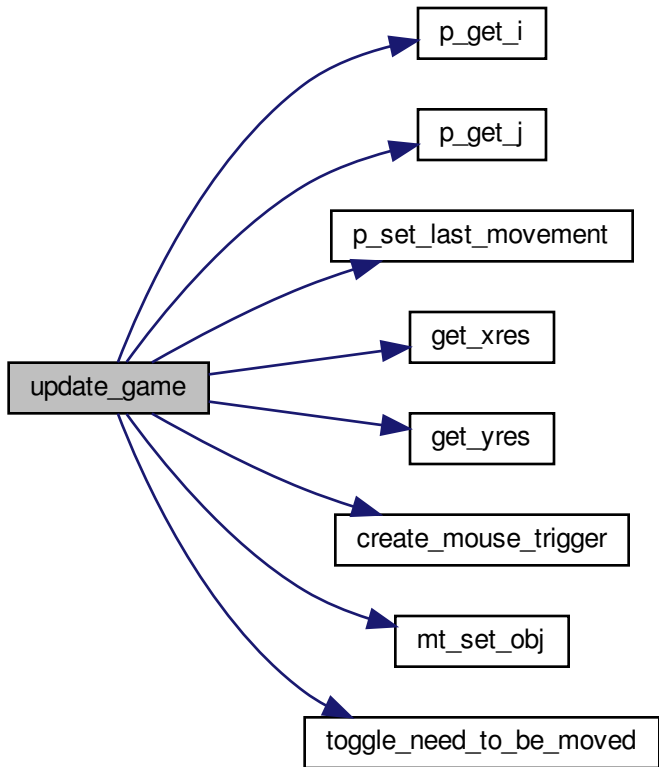 update_game
p_get_i
p_get_j
p_set_last_movement
get_xres
get_yres
create_mouse_trigger
mt_set_obj
toggle_need_to_be_moved